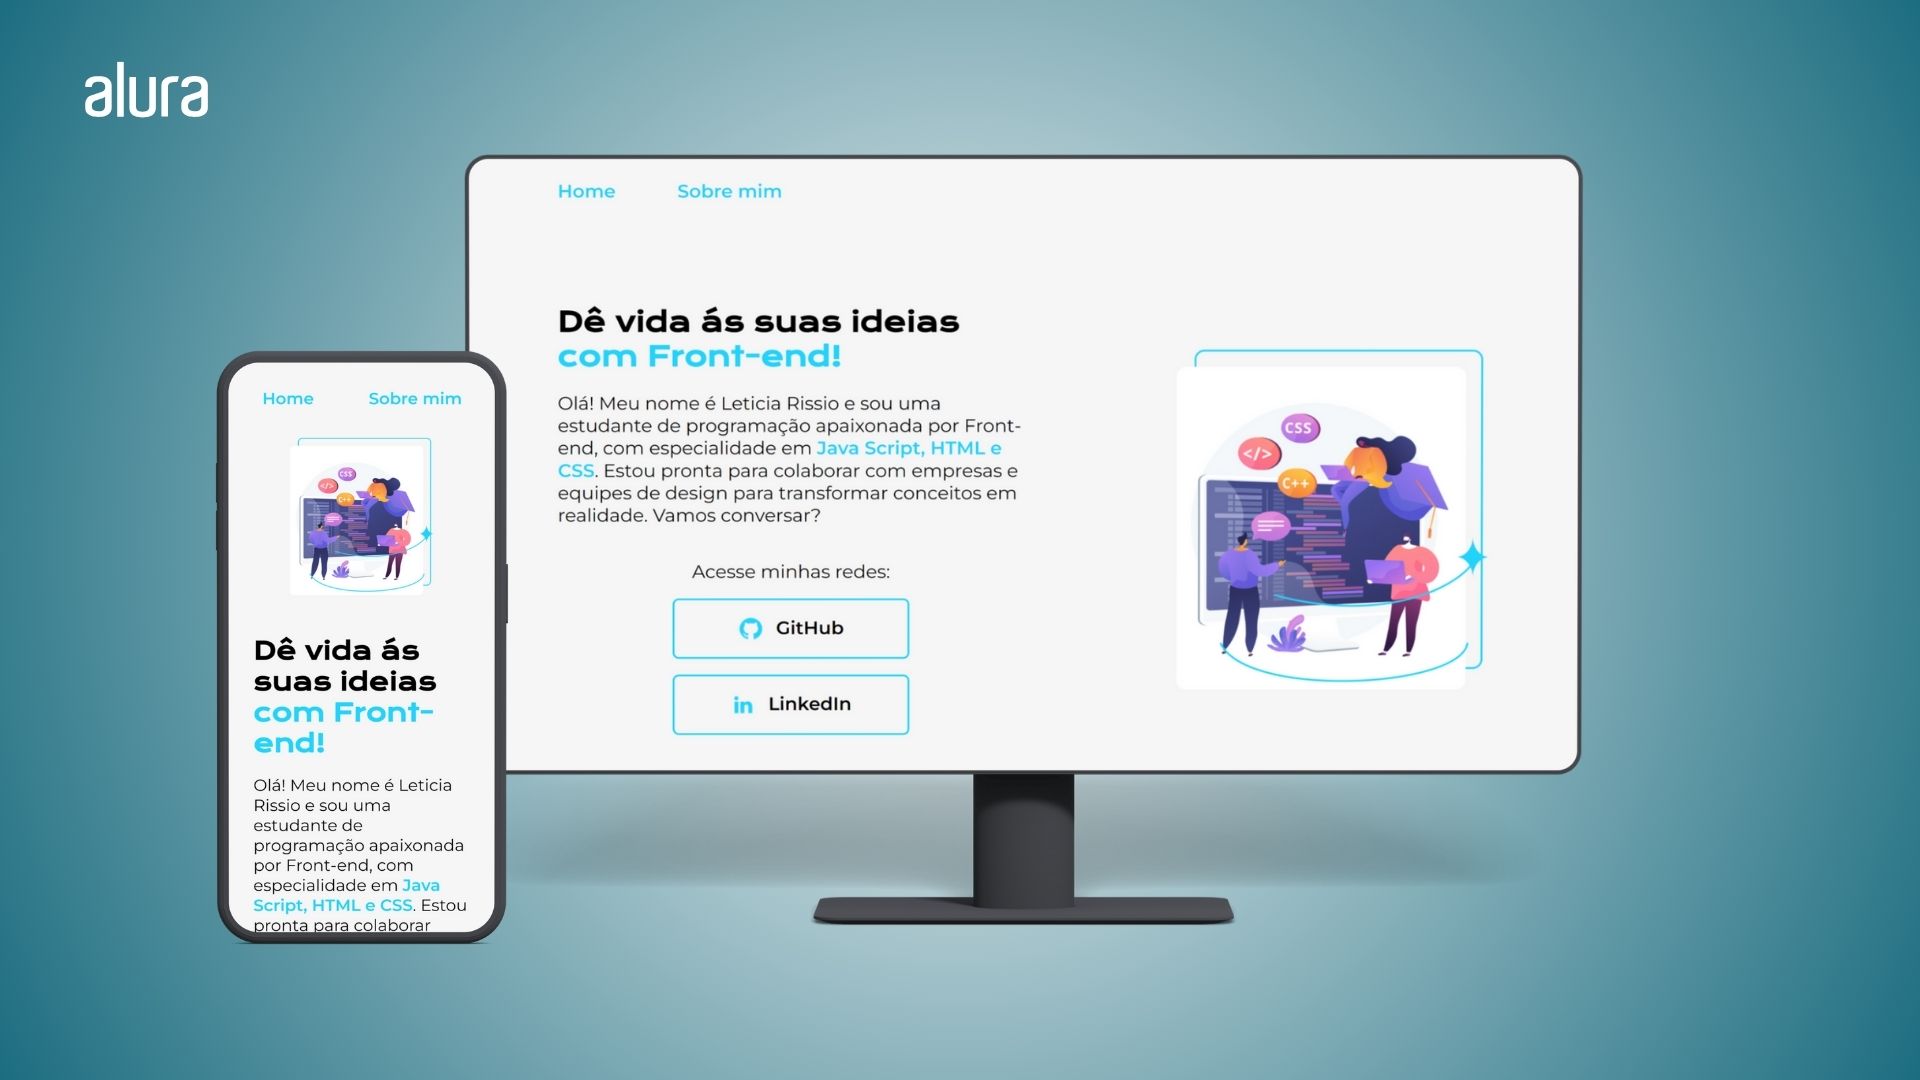 alura
Home Sobre mim
Dê vida ás suas ideias
com Front-end!
Olá! Meu nome é Leticia Rissio e sou uma
estudante de programação apaixonada por Front-
end, com especialidade em Java Script, HTML e
CSS. Estou pronta para colaborar com empresas e
equipes de design para transformar conceitos em
realidade. Vamos conversar?
Acesse minhas redes:
GitHub
in LinkedIn
CSS
</>
C++
Home Sobre mim
CSS
</>
C++
Dê vida ás
suas ideias
com Front-
end!
Olá! Meu nome é Leticia
Rissio e sou uma
estudante de
programação apaixonada
por Front-end, com
especialidade em Java
Script, HTML e CSS. Estou
pronta para colaborar